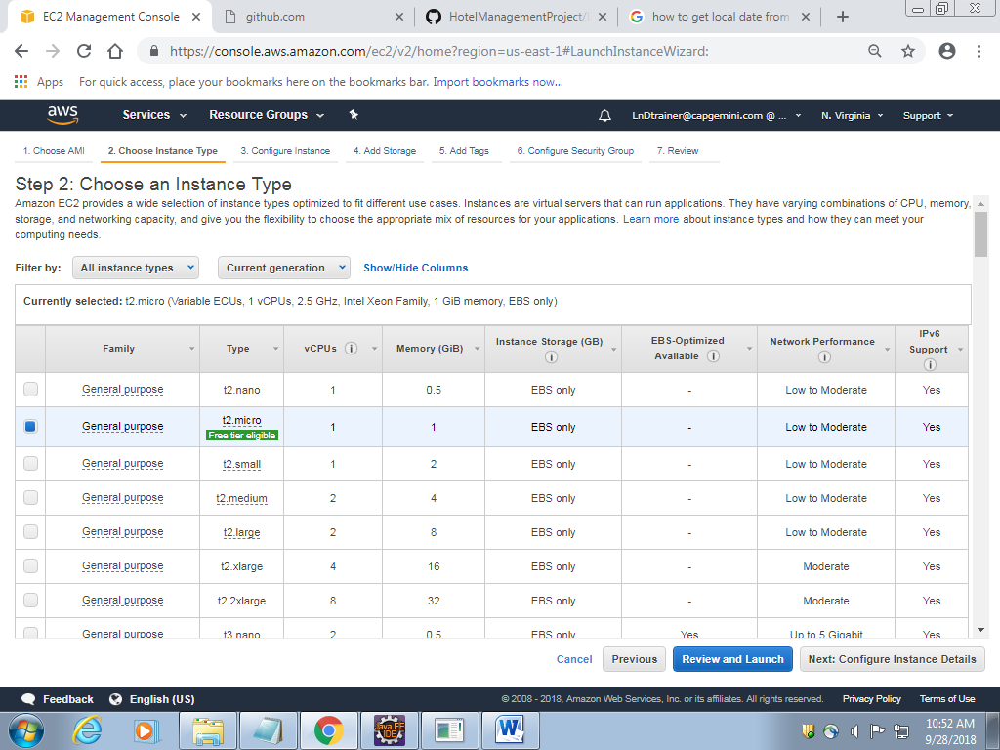 EC2 Management Console
github.com
HotelManagementProject/
how to get local date from
https://console.aws.amazon.com/ec2/v2/home?region=us-east-1#LaunchInstanceWizard:
Apps For quick access, place your bookmarks here on the bookmarks bar. Import bookmarks now...
aws Services Resource Groups LnDtrainer@capgemini.com @ ... N. Virginia Support
1. Choose AMI 2. Choose Instance Type 3. Configure Instance 4. Add Storage 5. Add Tags 6. Configure Security Group 7. Review
Step 2: Choose an Instance Type
Amazon EC2 provides a wide selection of instance types optimized to fit different use cases. Instances are virtual servers that can run applications. They have varying combinations of CPU, memory,
storage, and networking capacity, and give you the flexibility to choose the appropriate mix of resources for your applications. Learn more about instance types and how they can meet your
computing needs.
Filter by: All instance types Current generation Show/Hide Columns
Currently selected: t2.micro (Variable ECUs, 1 vCPUs, 2.5 GHz, Intel Xeon Family, 1 GiB memory, EBS only)
Family Type vCPUs Memory (GiB) Instance Storage (GB) EBS-Optimized Available Network Performance IPv6 Support
General purpose t2.nano 1 0.5 EBS only - Low to Moderate Yes
General purpose t2.micro Free tier eligible 1 1 EBS only - Low to Moderate Yes
General purpose t2.small 1 2 EBS only - Low to Moderate Yes
General purpose t2.medium 2 4 EBS only - Low to Moderate Yes
General purpose t2.large 2 8 EBS only - Low to Moderate Yes
General purpose t2.xlarge 4 16 EBS only - Moderate Yes
General purpose t2.2xlarge 8 32 EBS only - Moderate Yes
General purpose t3.nano 2 0.5 EBS only Yes Up to 5 Gigabit Yes
Cancel Previous Review and Launch Next: Configure Instance Details
Feedback English (US) © 2008 - 2018, Amazon Web Services, Inc. or its affiliates. All rights reserved. Privacy Policy Terms of Use
Java EE
IDE
10:52 AM
9/28/2018